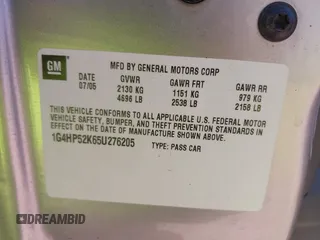 GM
MFD BY GENERAL MOTORS CORP
DATE GVWR GAWR FRT GAWR RR
07/05 2130 KG 1151 KG 979 KG
4696 LB 2538 LB 2158 LB
THIS VEHICLE CONFORMS TO ALL APPLICABLE U.S. FEDERAL MOTOR
VEHICLE SAFETY, BUMPER, AND THEFT PREVENTION STANDARDS IN
EFFECT ON THE DATE OF MANUFACTURE SHOWN ABOVE.
1G4HP52K65U276205 TYPE: PASS CAR
DREAMBID